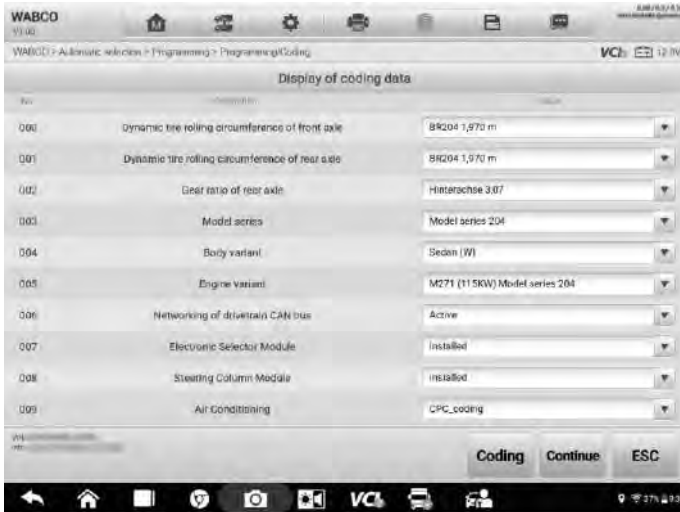 WABCO
WABCO > Automatic selection > Programming > Programming/Coding
VCI
Display of coding data
000 Dynamic tire rolling circumference of front axle BR204 1,970 m
001 Dynamic tire rolling circumference of rear axle BR204 1,970 m
002 Gear ratio of rear axle Hinterachse 3,07
003 Model series Model series 204
004 Body variant Sedan (W)
005 Engine variant M271 (115KW) Model series 204
006 Networking of drivetrain CAN bus Active
007 Electronic Selector Module Installed
008 Steering Column Module Installed
009 Air Conditioning CPC_coding
Coding Continue ESC
VCI 37%